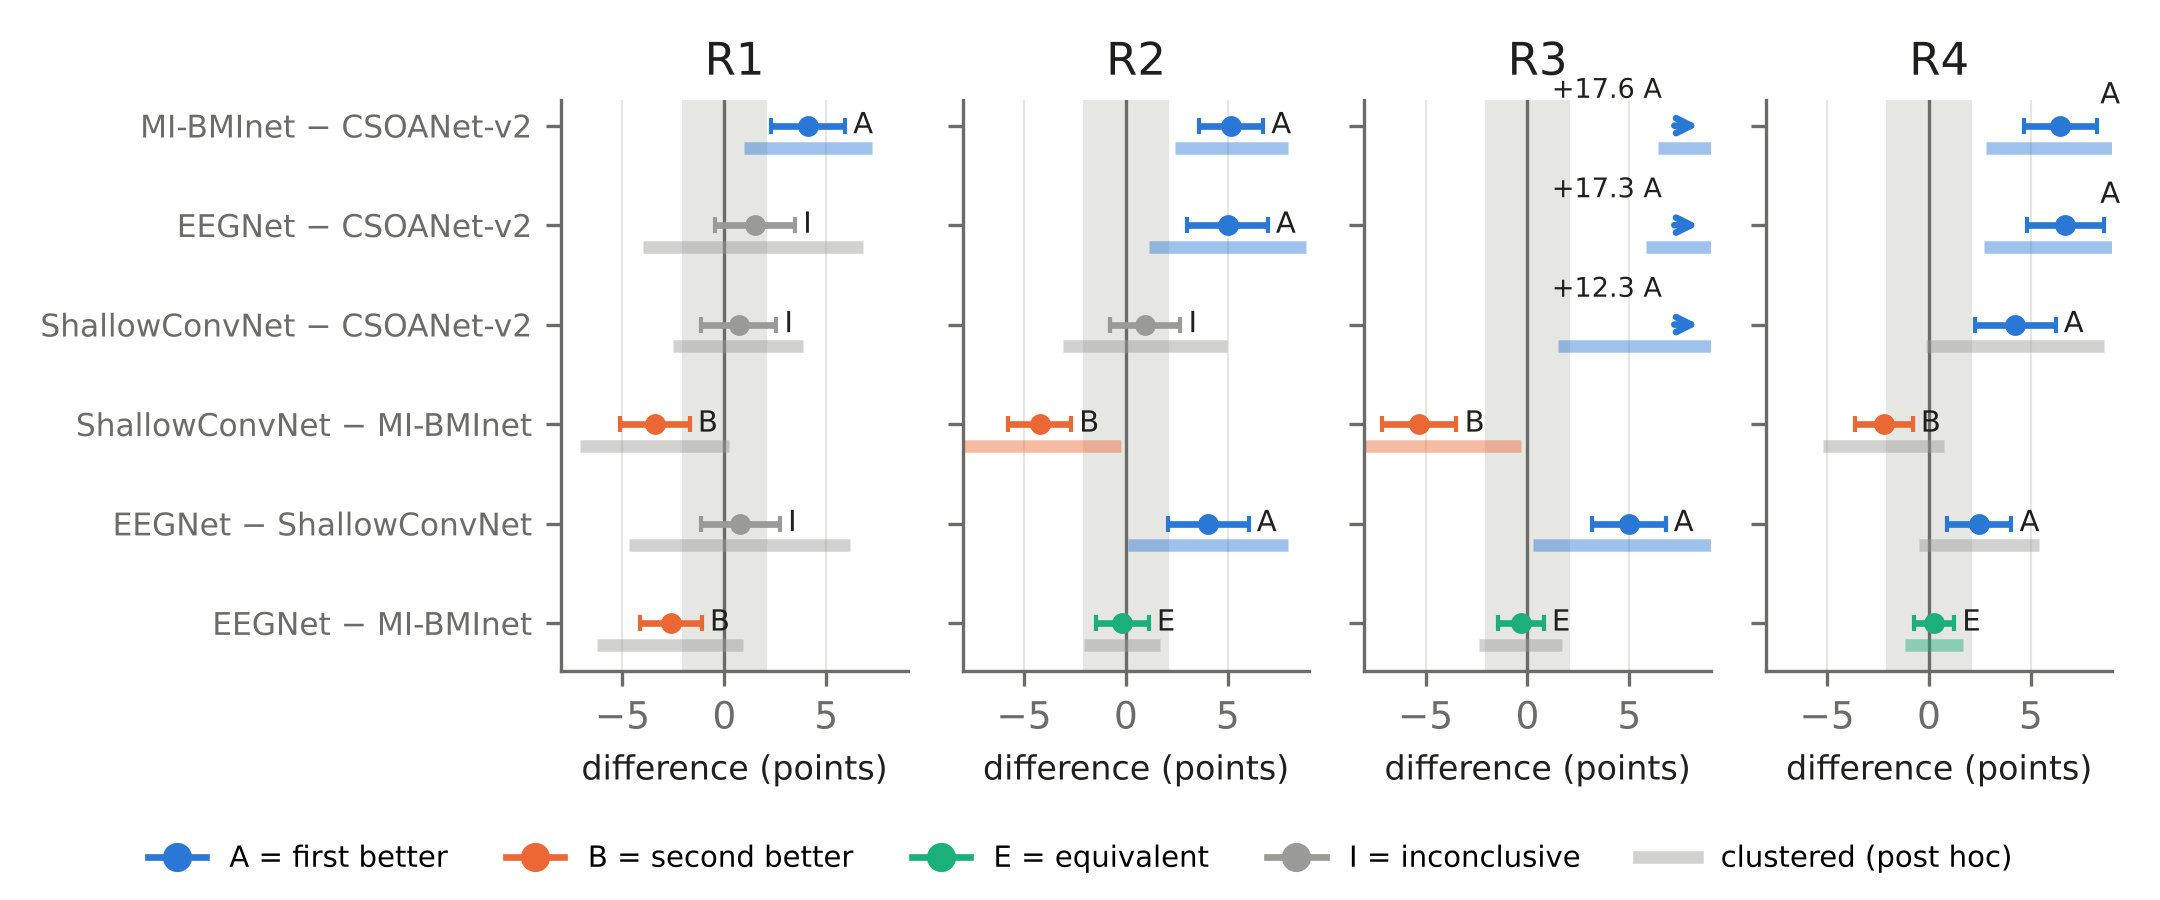 R1 R2 R3 R4
MI-BMInet − CSOANet-v2 A A +17.6 A A
EEGNet − CSOANet-v2 I A +17.3 A A
ShallowConvNet − CSOANet-v2 I I +12.3 A A
ShallowConvNet − MI-BMInet B B B B
EEGNet − ShallowConvNet I A A A
EEGNet − MI-BMInet B E E E
−5 0 5 −5 0 5 −5 0 5 −5 0 5
difference (points) difference (points) difference (points) difference (points)
A = first better B = second better E = equivalent I = inconclusive clustered (post hoc)